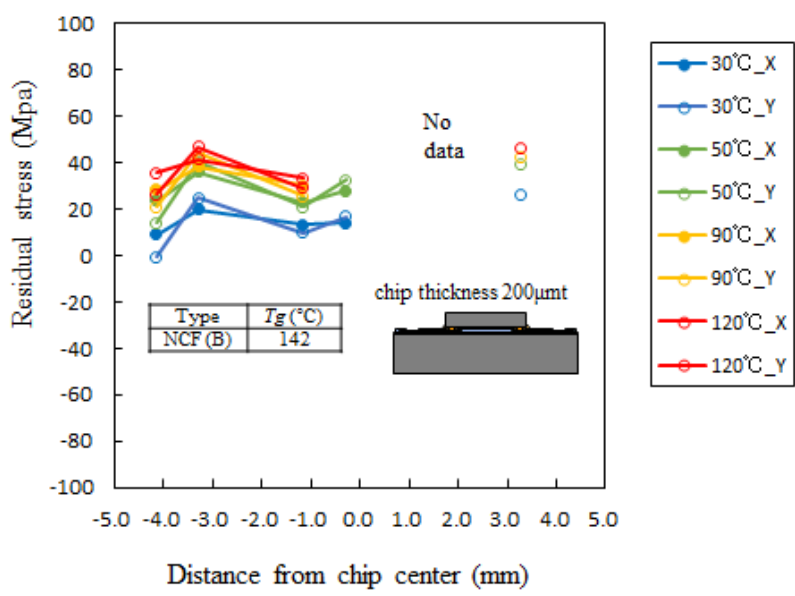 100
80
60
40
20
0
-20
-40
-60
-80
-100
Residual stress (Mpa)
-5.0 -4.0 -3.0 -2.0 -1.0 0.0 1.0 2.0 3.0 4.0 5.0
Distance from chip center (mm)
No
data
chip thickness 200μmt
Type Tg (°C)
NCF (B) 142
30℃_X
30℃_Y
50℃_X
50℃_Y
90℃_X
90℃_Y
120℃_X
120℃_Y